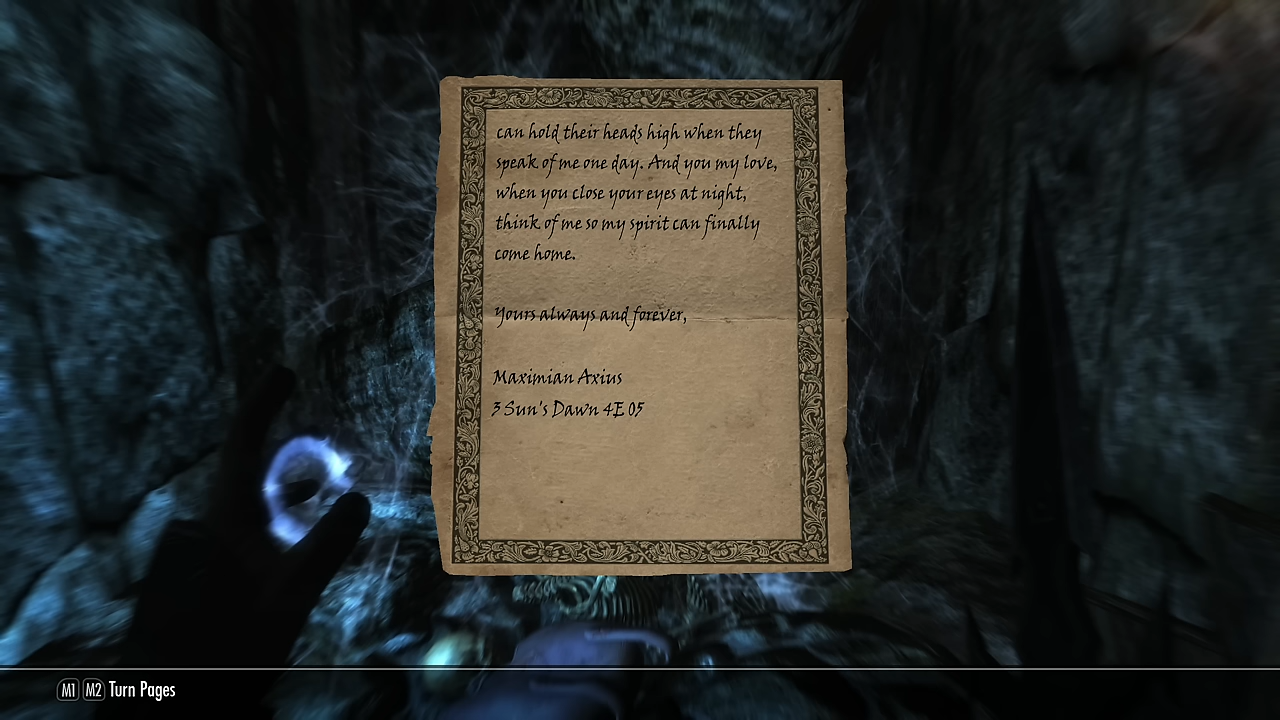 can hold their heads high when they
speak of me one day. And you my love,
when you close your eyes at night,
think of me so my spirit can finally
come home.
Yours always and forever,
Maximian Axius
3 Sun's Dawn 4E 05
M1 M2 Turn Pages